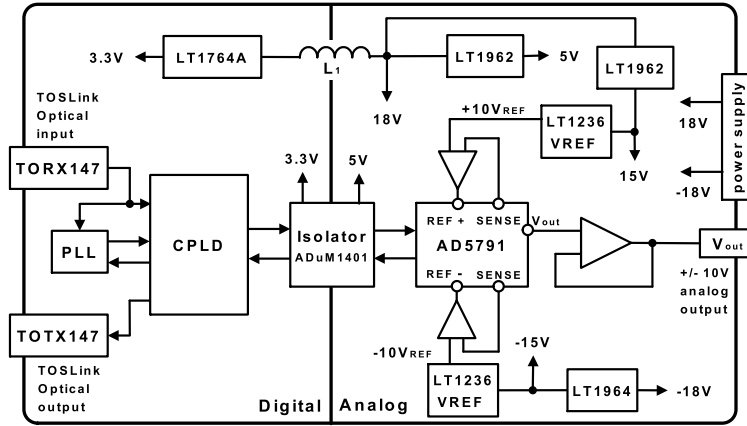 3.3V
LT1764A
L1
LT1962
5V
LT1962
18V
TOSLink
Optical
input
TORX147
PLL
CPLD
TOTX147
TOSLink
Optical
output
3.3V
5V
Isolator
ADuM1401
+10VREF
LT1236
VREF
15V
REF +
SENSE
Vout
AD5791
REF -
SENSE
-10VREF
LT1236
VREF
-15V
LT1964
-18V
18V
-18V
power supply
Vout
+/- 10V
analog
output
Digital
Analog